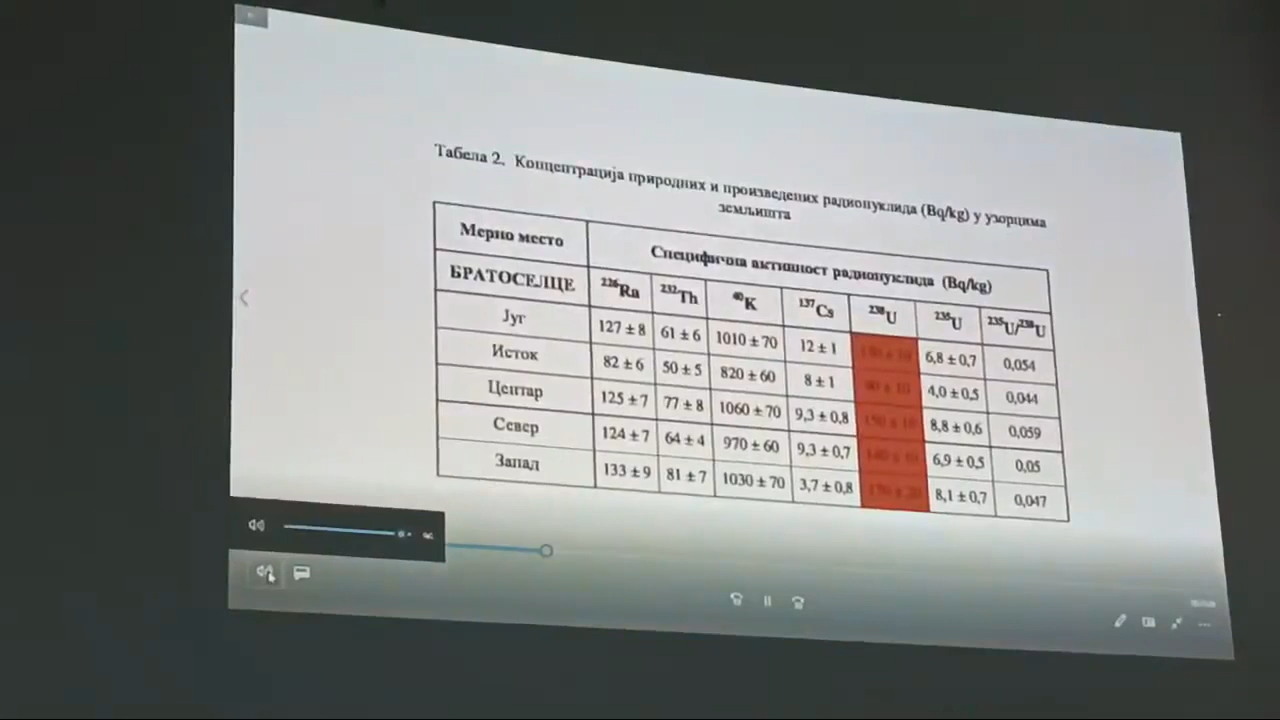 Табела 2. Концентрација природних и произведених радионуклида (Bq/kg) у узорцима
земљишта
Мерно место Специфична активност радионуклида (Bq/kg)
БРАТОСЕЛЦЕ ²²⁶Ra ²³²Th ⁴⁰K ¹³⁷Cs ²³⁸U ²³⁵U ²³⁵U/²³⁸U
Југ 127 ± 8 61 ± 6 1010 ± 70 12 ± 1 6,8 ± 0,7 0,054
Исток 82 ± 6 50 ± 5 820 ± 60 8 ± 1 4,0 ± 0,5 0,044
Центар 125 ± 7 77 ± 8 1060 ± 70 9,3 ± 0,8 8,8 ± 0,6 0,059
Север 124 ± 7 64 ± 4 970 ± 60 9,3 ± 0,7 6,9 ± 0,5 0,05
Запад 133 ± 9 81 ± 7 1030 ± 70 3,7 ± 0,8 8,1 ± 0,7 0,047